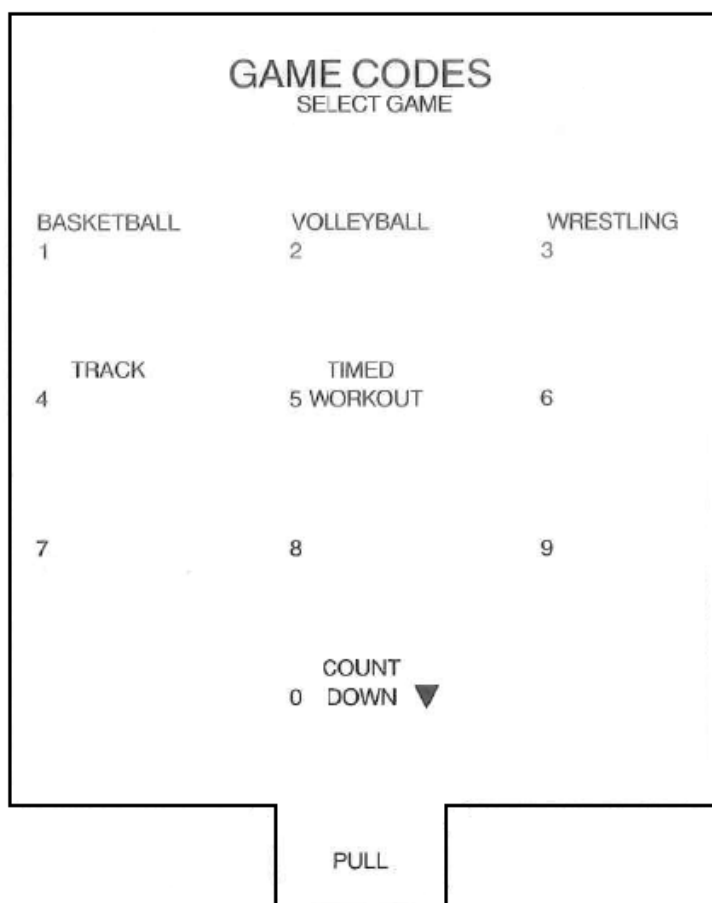 GAME CODES
SELECT GAME
BASKETBALL VOLLEYBALL WRESTLING
1 2 3
TRACK TIMED
4 5 WORKOUT 6
7 8 9
COUNT
0 DOWN ▼
PULL